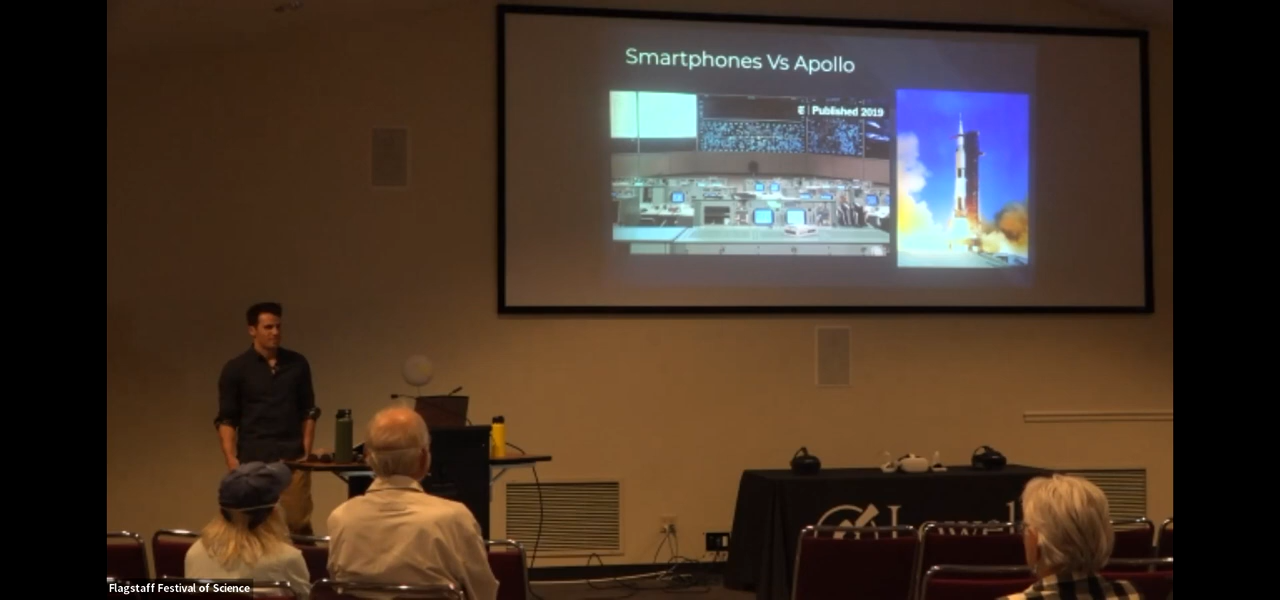 Smartphones Vs Apollo
Published 2019
Flagstaff Festival of Science